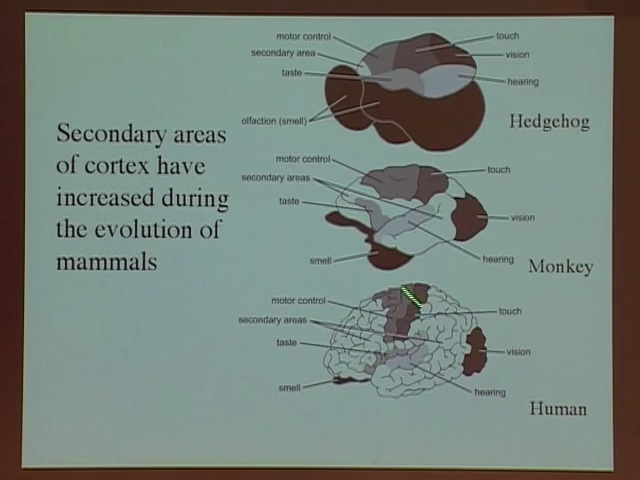 Secondary areas
of cortex have
increased during
the evolution of
mammals
motor control
touch
secondary area
vision
taste
hearing
olfaction (smell)
Hedgehog
motor control
touch
secondary areas
taste
vision
smell
hearing
Monkey
motor control
touch
secondary areas
taste
vision
smell
hearing
Human